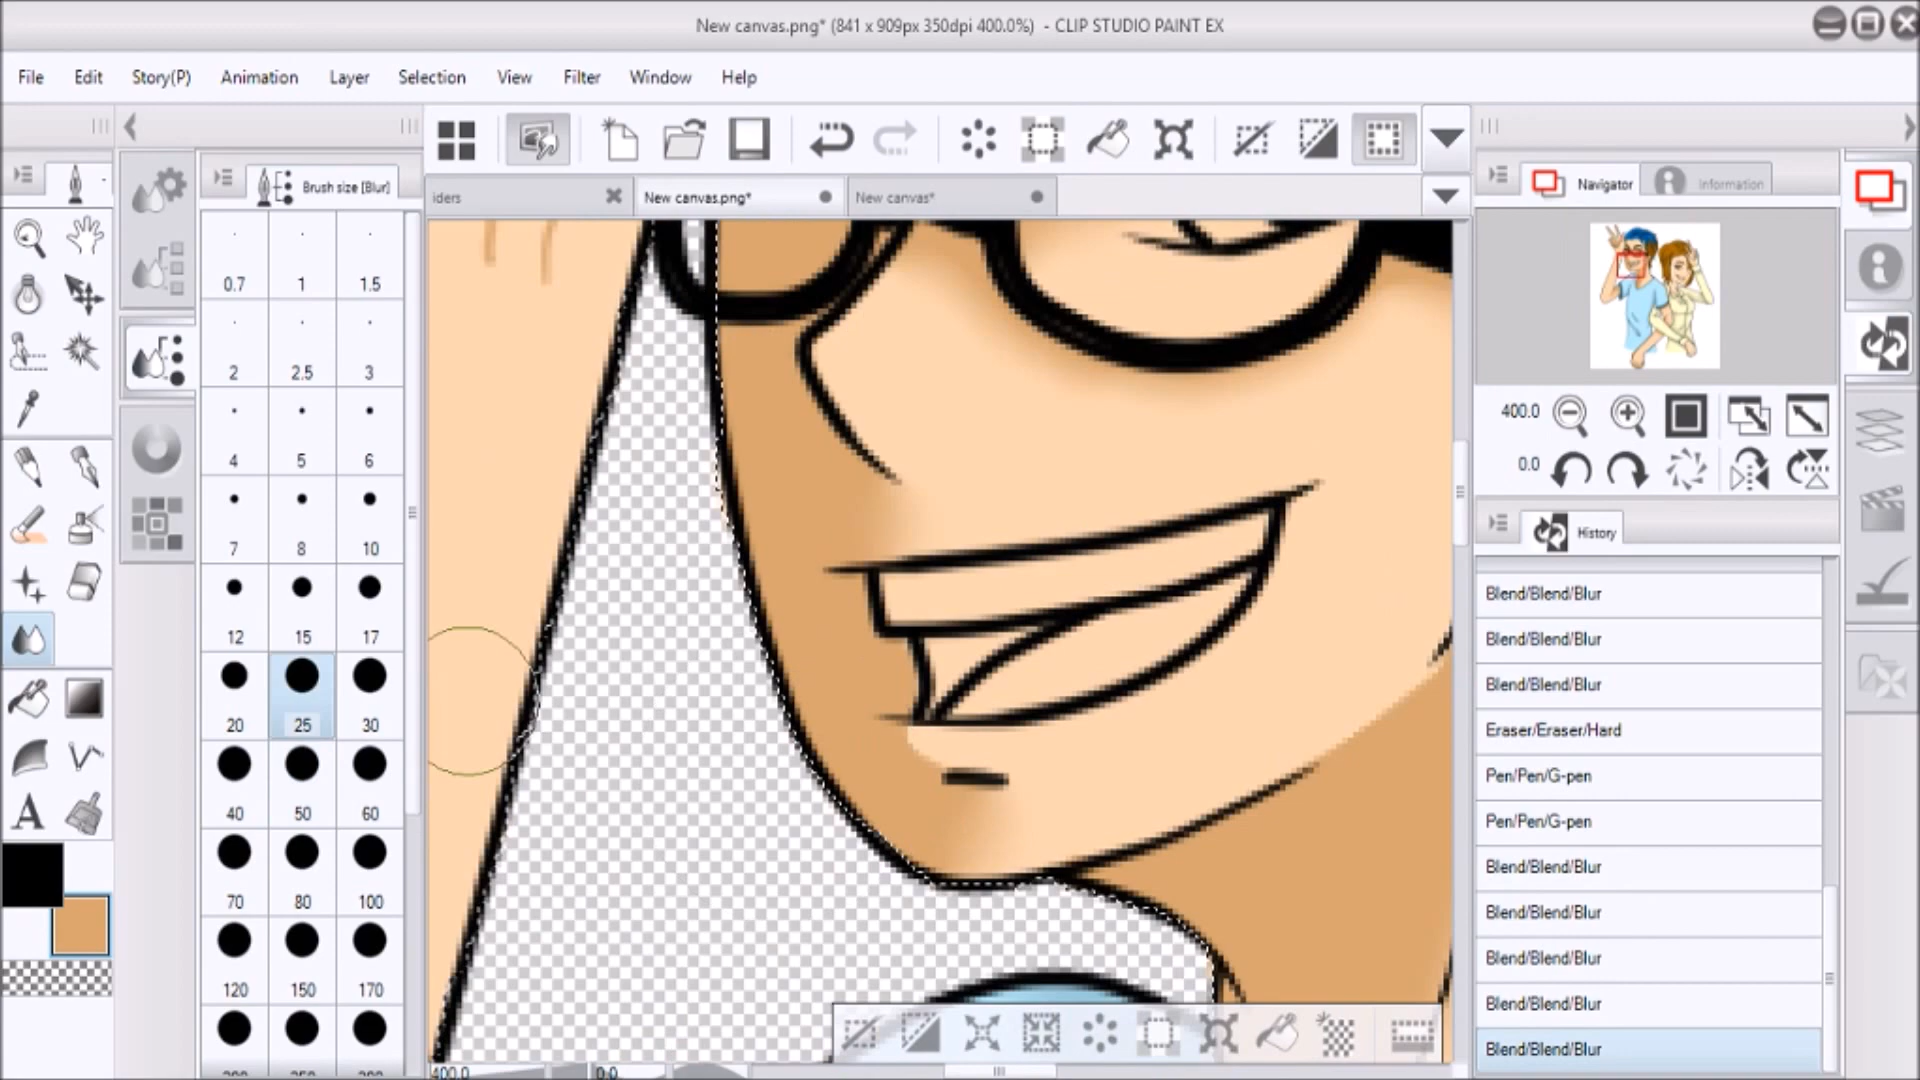 New canvas.png* (841 x 909px 350dpi 400.0%) - CLIP STUDIO PAINT EX
File Edit Story(P) Animation Layer Selection View Filter Window Help
Brush size [Blur]
iders New canvas.png* New canvas*
Navigator Information
0.7 1 1.5
2 2.5 3
4 5 6
7 8 10
12 15 17
20 25 30
40 50 60
70 80 100
120 150 170
400.0
0.0
History
Blend/Blend/Blur
Blend/Blend/Blur
Blend/Blend/Blur
Eraser/Eraser/Hard
Pen/Pen/G-pen
Pen/Pen/G-pen
Blend/Blend/Blur
Blend/Blend/Blur
Blend/Blend/Blur
Blend/Blend/Blur
Blend/Blend/Blur
400.0 0.0